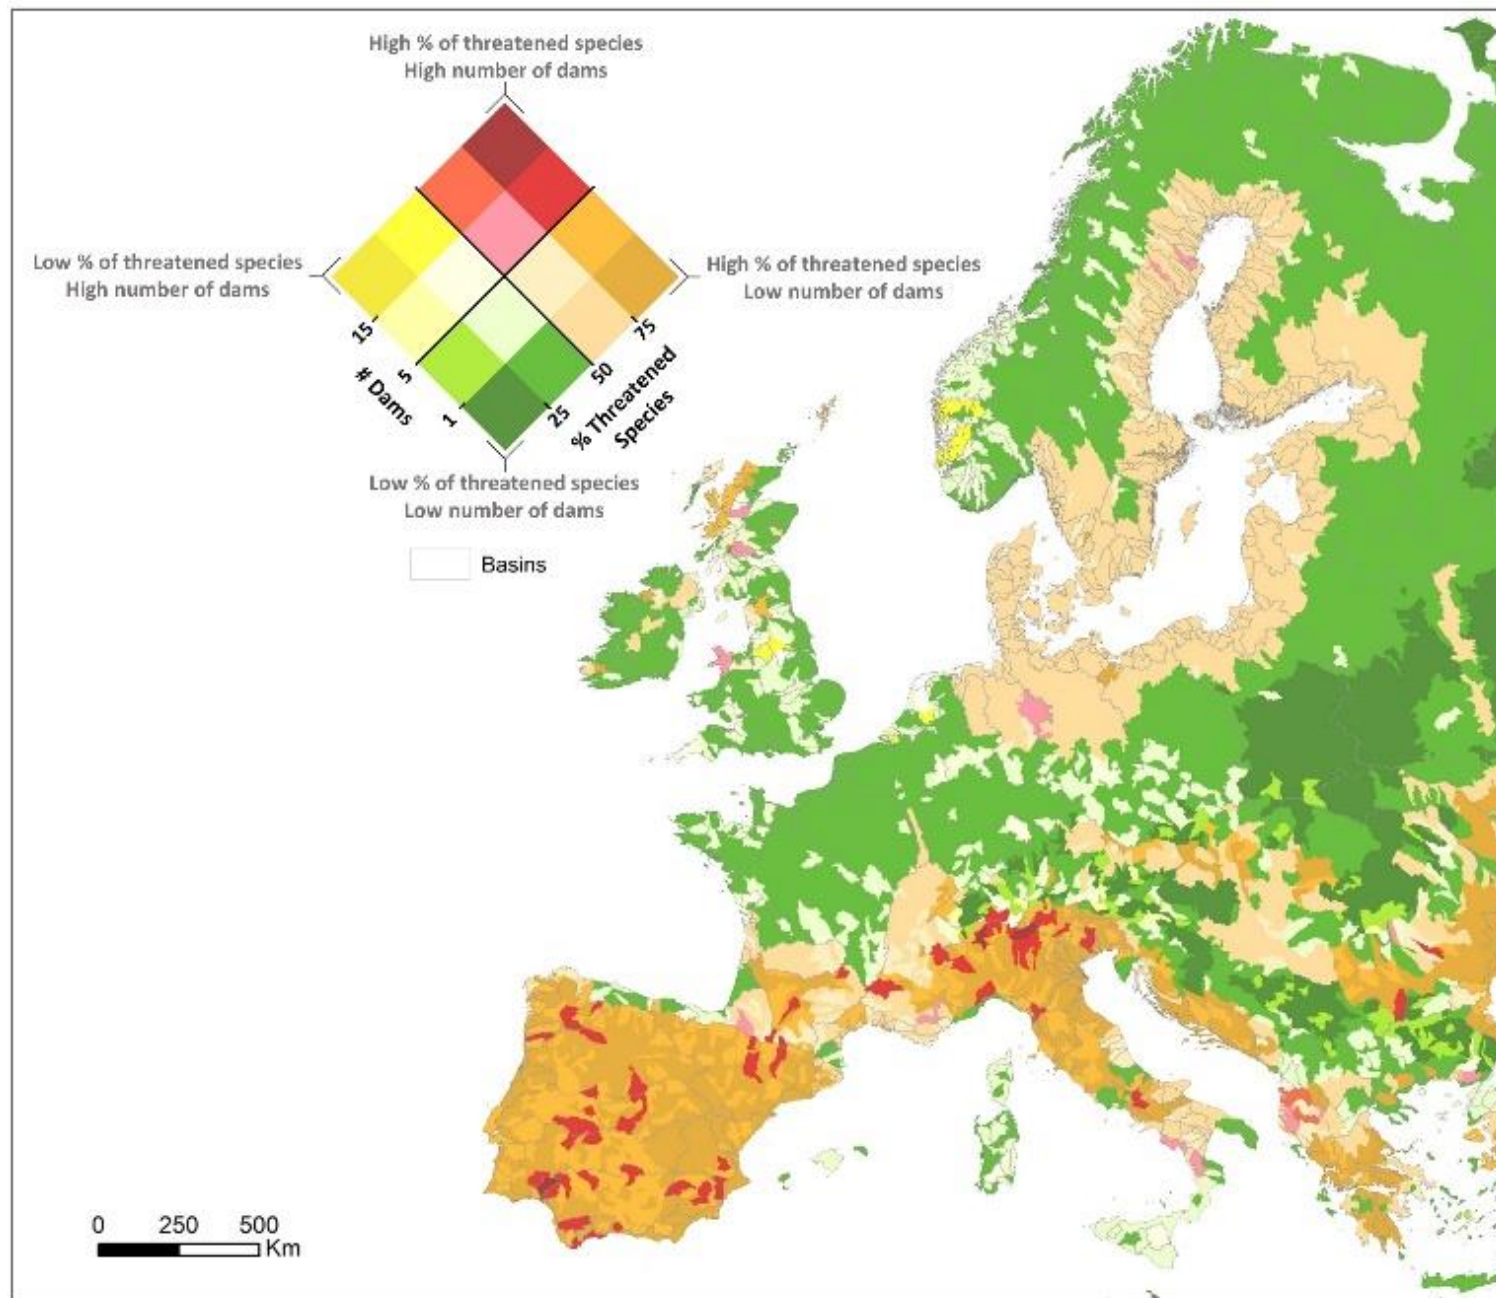 High % of threatened species
High number of dams
Low % of threatened species
High number of dams
High % of threatened species
Low number of dams
15
5
1
# Dams
75
50
25
% Threatened
Species
Low % of threatened species
Low number of dams
Basins
0 250 500
Km